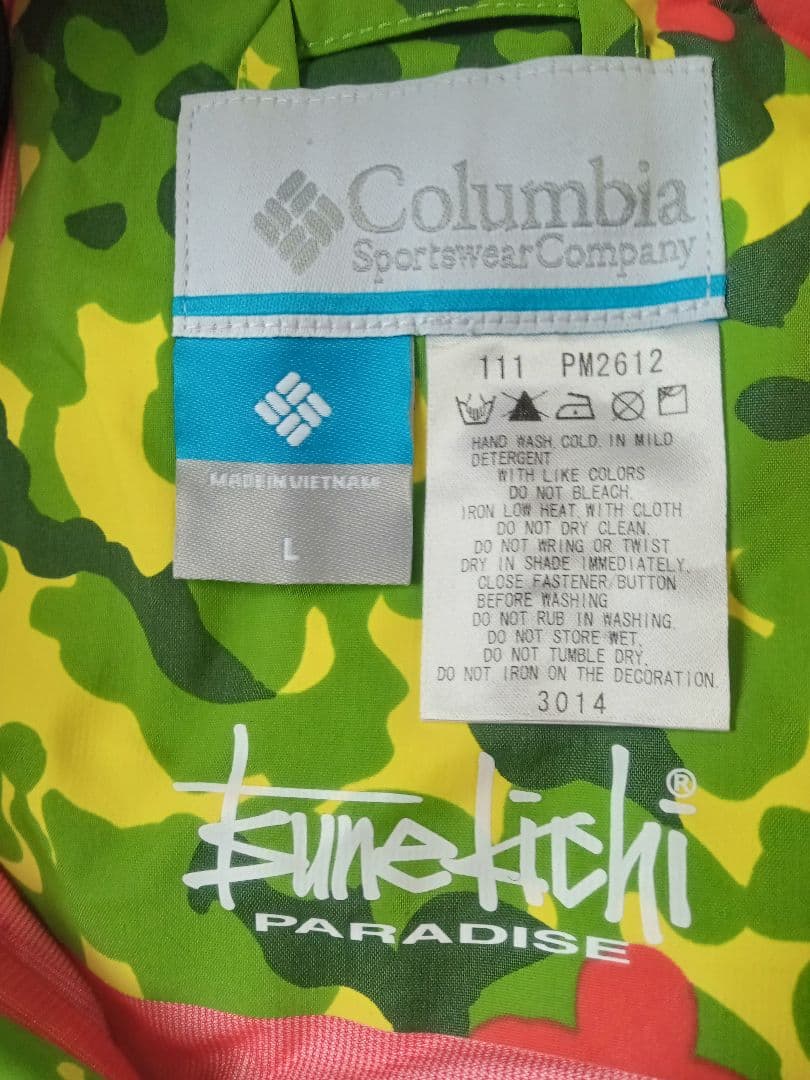 Columbia
Sportswear Company
111 PM2612
HAND WASH. COLD. IN MILD
DETERGENT
WITH LIKE COLORS
DO NOT BLEACH.
IRON LOW HEAT. WITH CLOTH
DO NOT DRY CLEAN.
DO NOT WRING OR TWIST
DRY IN SHADE IMMEDIATELY.
CLOSE FASTENER/BUTTON
BEFORE WASHING
DO NOT RUB IN WASHING.
DO NOT STORE WET.
DO NOT TUMBLE DRY.
DO NOT IRON ON THE DECORATION.
3014
MADE IN VIETNAM
L
Tsunekichi®
PARADISE